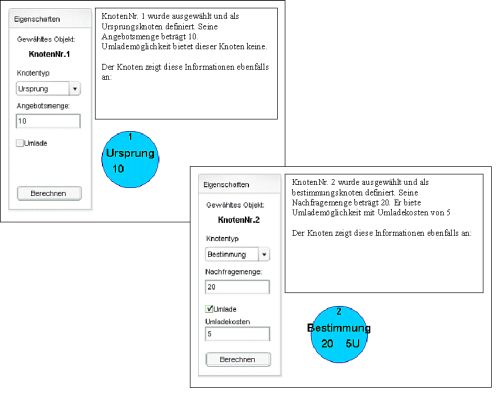 Eigenschaften
Gewähltes Objekt:
KnotenNr.1
Knotentyp
Ursprung
Angebotsmenge:
10
Umlade
Berechnen
KnotenNr. 1 wurde ausgewählt und als
Ursprungsknoten definiert. Seine
Angebotsmenge beträgt 10.
Umlademöglichkeit bietet dieser Knoten keine.
Der Knoten zeigt diese Informationen ebenfalls
an:
1
Ursprung
10
Eigenschaften
Gewähltes Objekt:
KnotenNr.2
Knotentyp
Bestimmung
Nachfragemenge:
20
Umlade
Umladekosten
5
Berechnen
KnotenNr. 2 wurde ausgewählt und als
bestimmungsknoten definiert. Seine
Nachfragemenge beträgt 20. Er biete
Umlademöglichkeit mit Umladekosten von 5
Der Knoten zeigt diese Informationen ebenfalls an:
2
Bestimmung
20 5U